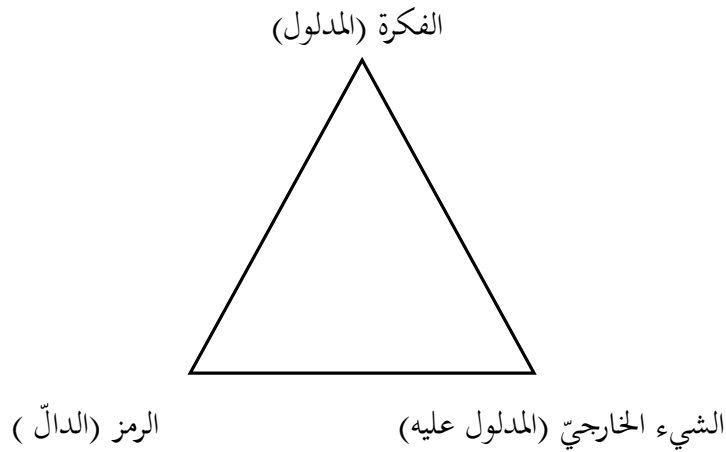 الفكرة (المدلول)
الشيء الخارجيّ (المدلول عليه)
الرمز (الدالّ )